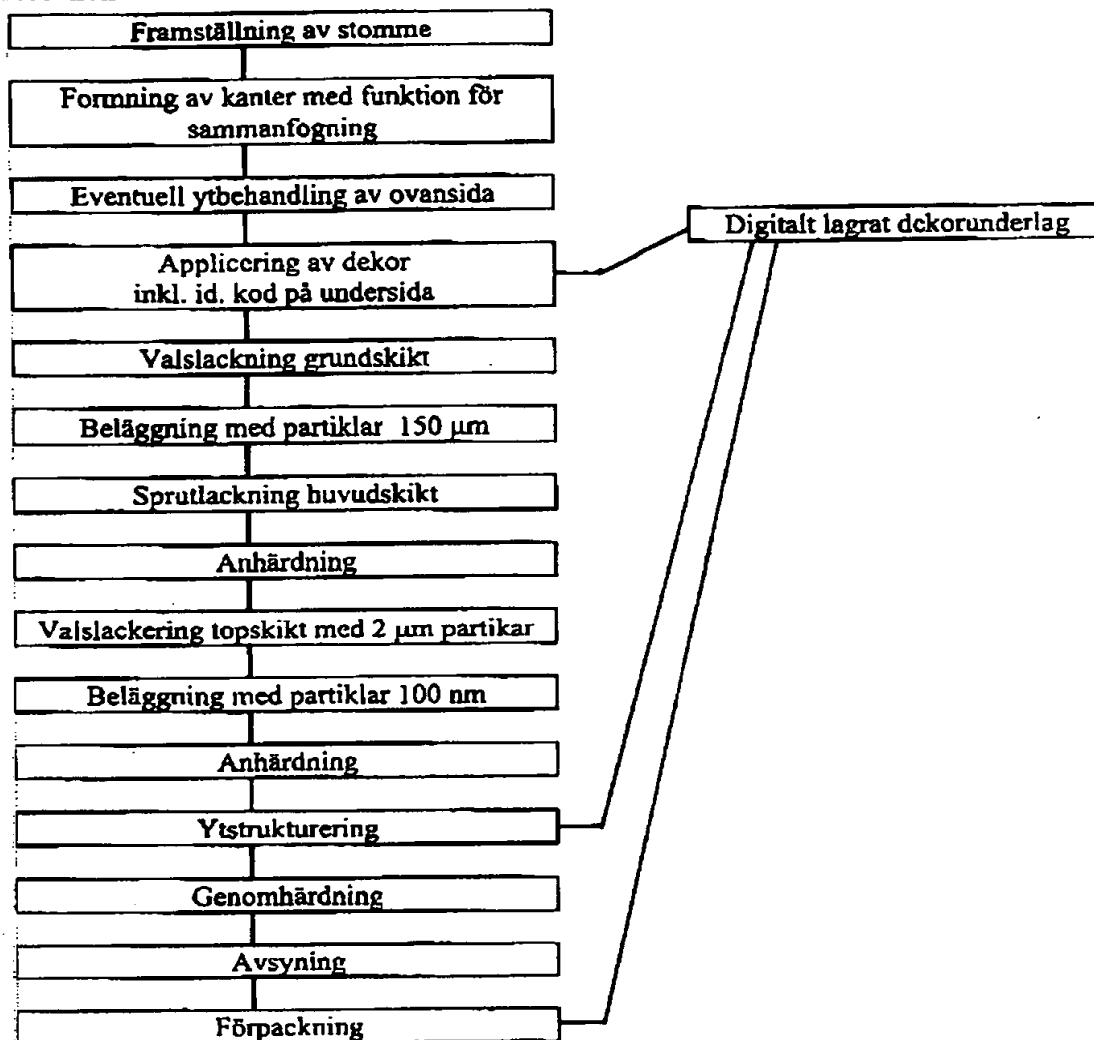 Framställning av stomme
Formning av kanter med funktion för
sammanfogning
Eventuell ytbehandling av ovansida
Digitalt lagrat dekorunderlag
Applicering av dekor
inkl. id. kod på undersida
Valslackning grundskikt
Beläggning med partiklar 150 µm
Sprutlackning huvudskikt
Anhärdning
Valslackering topskikt med 2 µm partikar
Beläggning med partiklar 100 nm
Anhärdning
Ytstrukturering
Genomhärdning
Avsyning
Förpackning